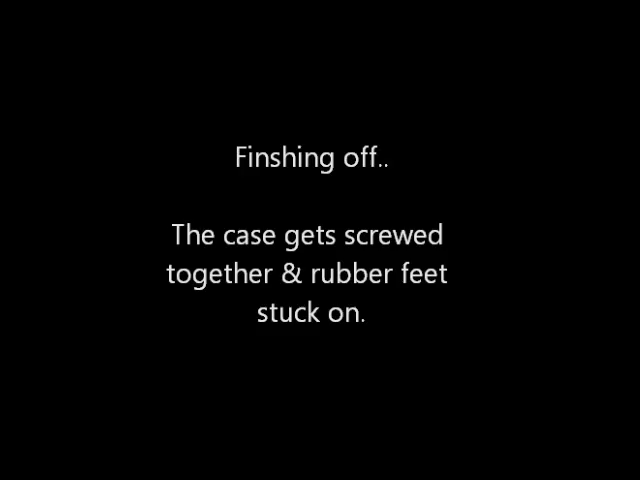 Finshing off..
The case gets screwed
together & rubber feet
stuck on.